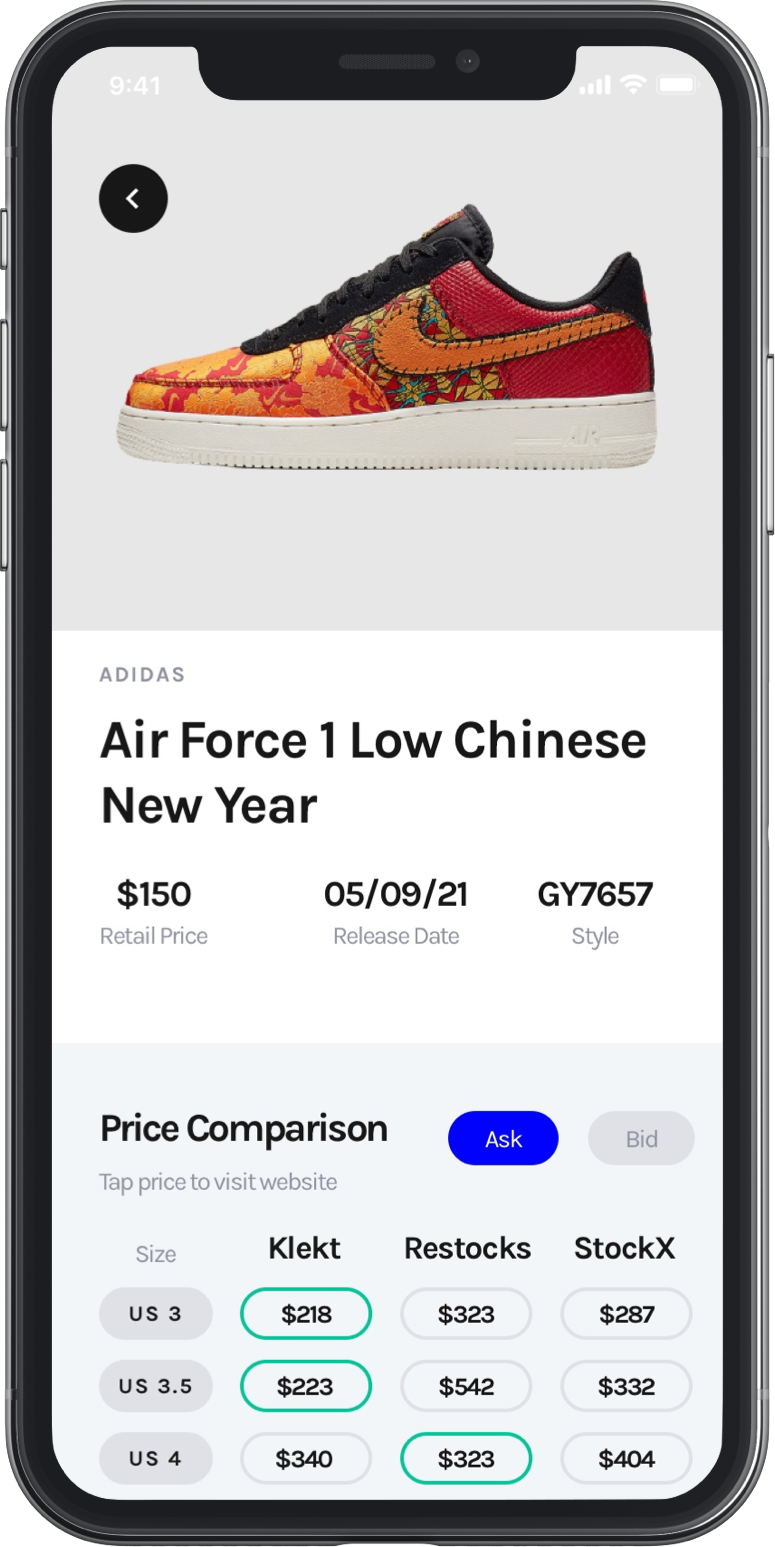 9:41
AIR
ADIDAS
Air Force 1 Low Chinese
New Year
$150 05/09/21 GY7657
Retail Price Release Date Style
Price Comparison Ask Bid
Tap price to visit website
Size Klekt Restocks StockX
US 3 $218 $323 $287
US 3.5 $223 $542 $332
US 4 $340 $323 $404